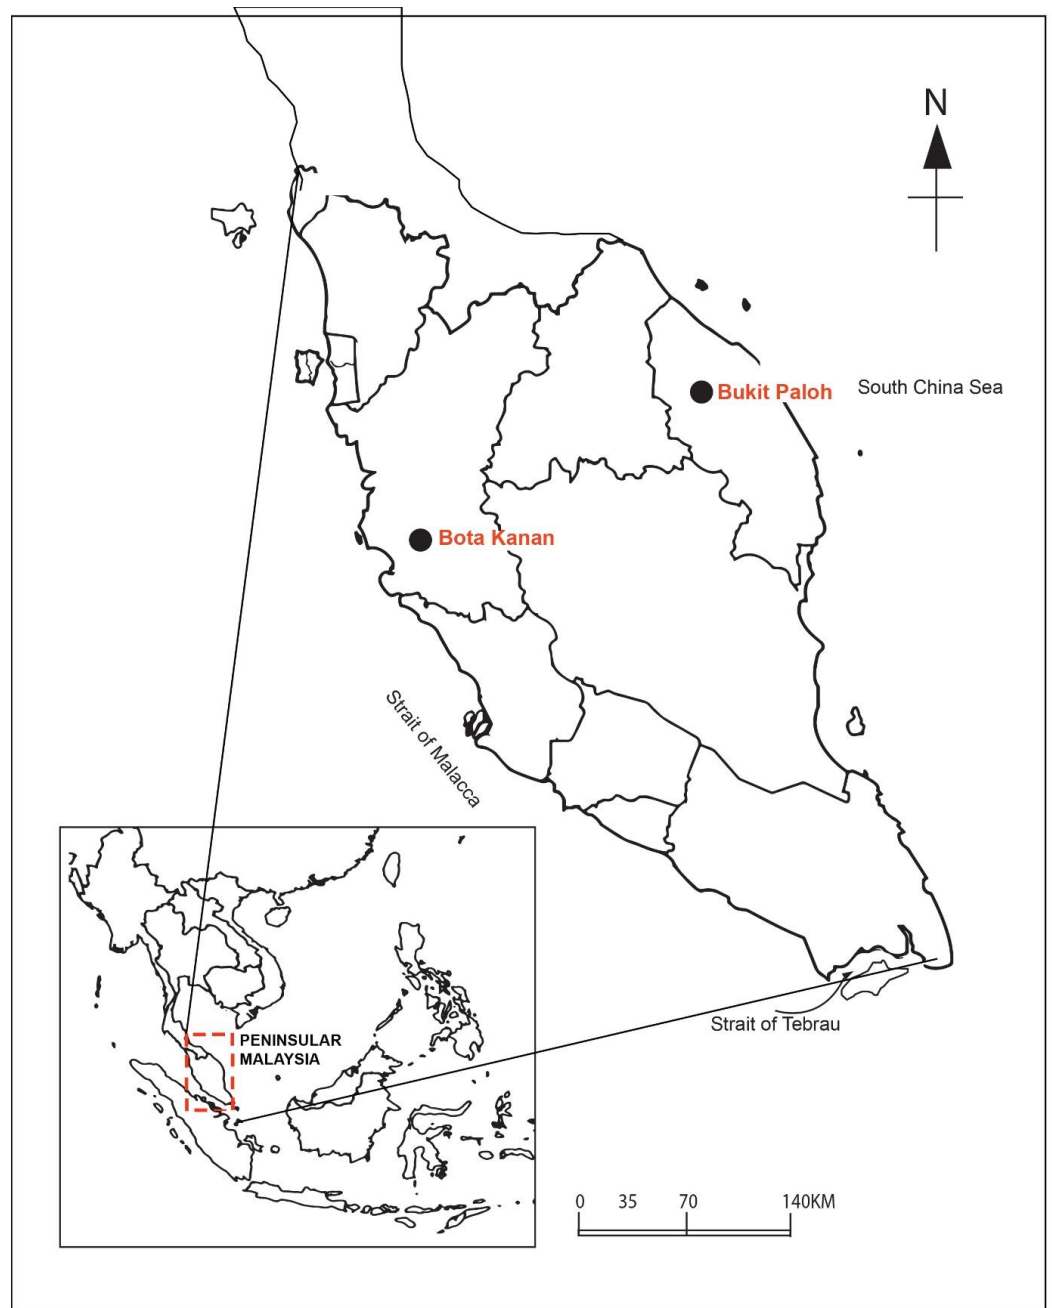 N
Bukit Paloh
South China Sea
Bota Kanan
Strait of Malacca
Strait of Tebrau
PENINSULAR
MALAYSIA
0 35 70 140KM